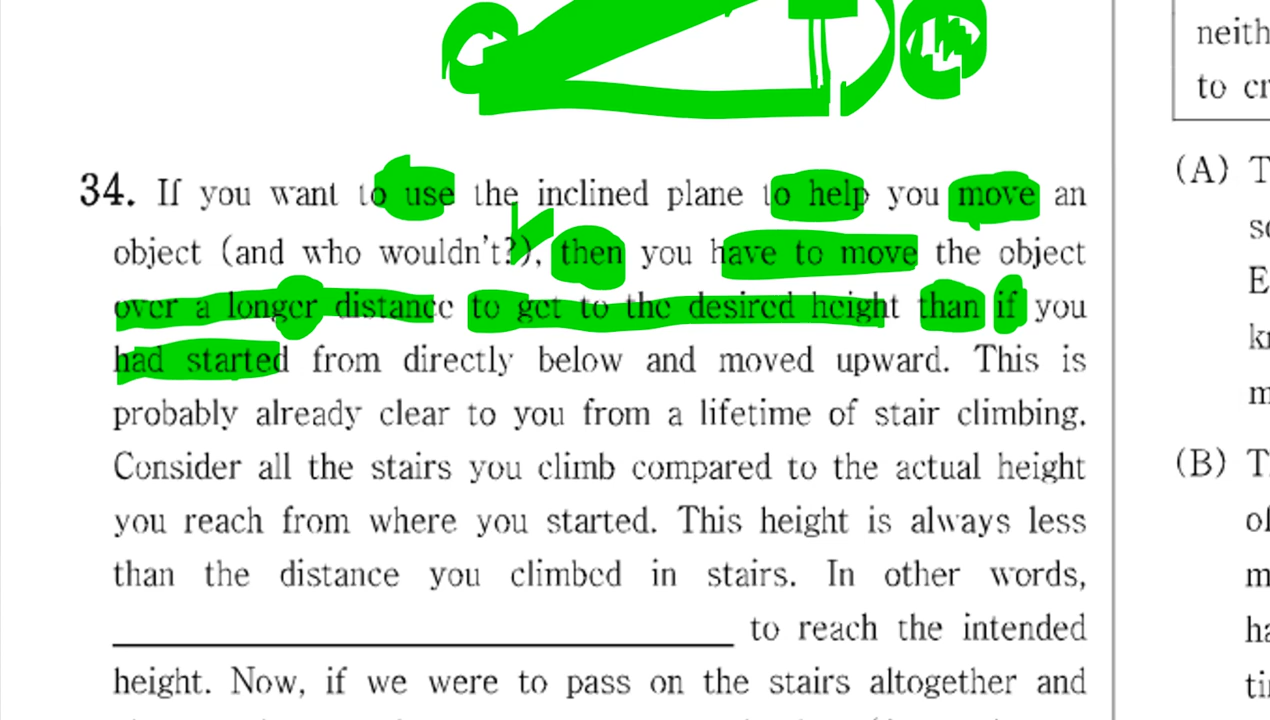 34. If you want to use the inclined plane to help you move an
object (and who wouldn't?), then you have to move the object
over a longer distance to get to the desired height than if you
had started from directly below and moved upward. This is
probably already clear to you from a lifetime of stair climbing.
Consider all the stairs you climb compared to the actual height
you reach from where you started. This height is always less
than the distance you climbed in stairs. In other words,
to reach the intended
height. Now, if we were to pass on the stairs altogether and
neith
to cr
(A) T
so
E
k
m
(B) T
of
m
ha
ti